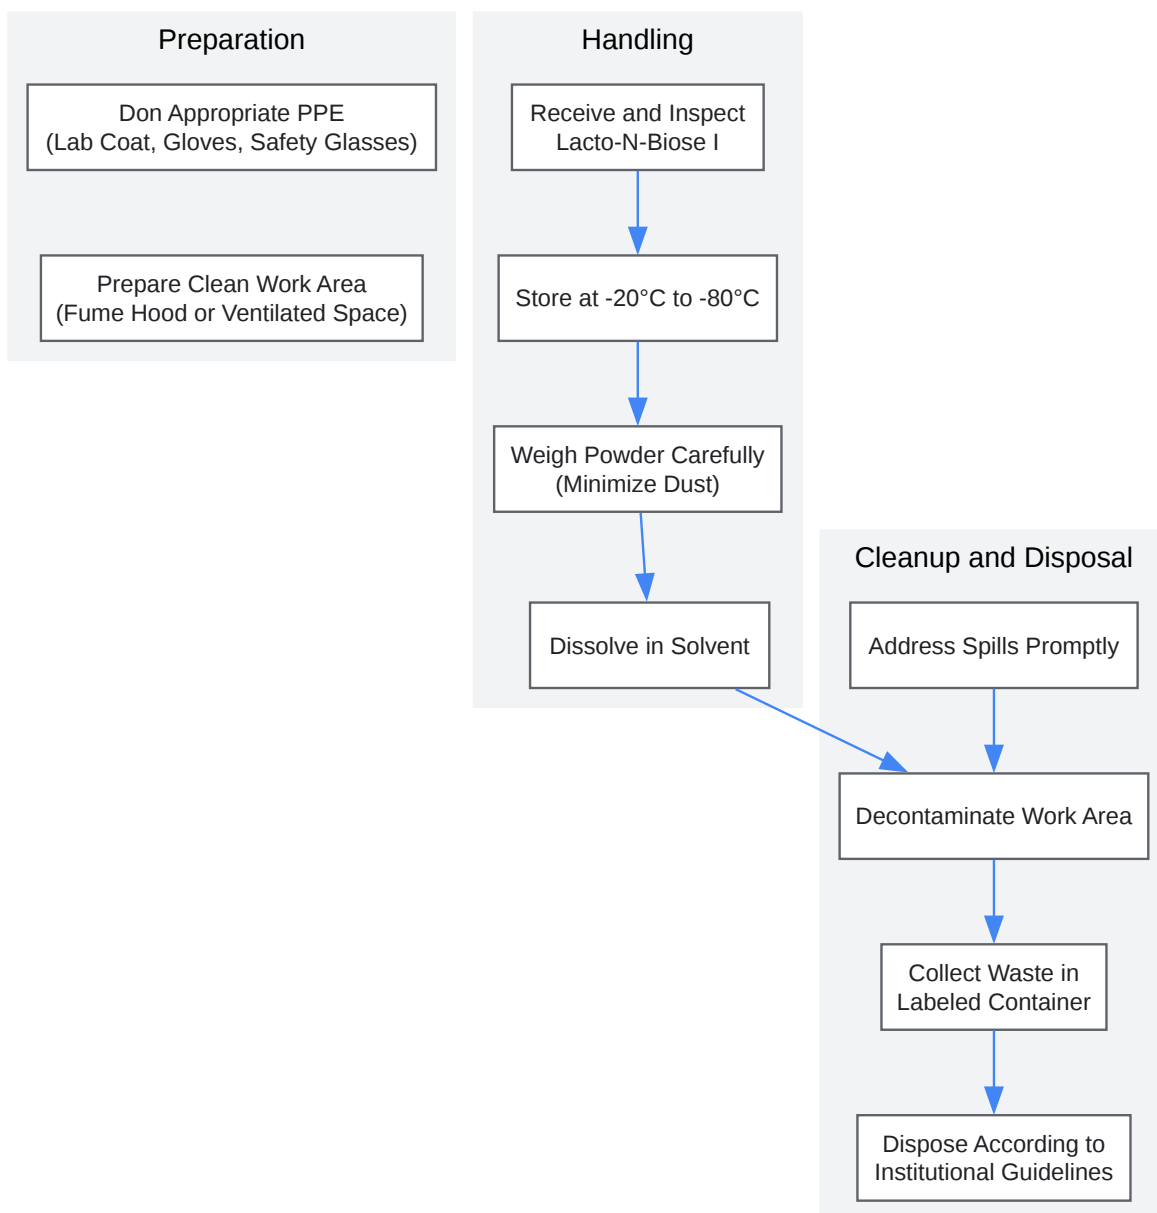 Preparation
Don Appropriate PPE
(Lab Coat, Gloves, Safety Glasses)
Prepare Clean Work Area
(Fume Hood or Ventilated Space)
Handling
Receive and Inspect
Lacto-N-Biose I
Store at -20°C to -80°C
Weigh Powder Carefully
(Minimize Dust)
Dissolve in Solvent
Cleanup and Disposal
Address Spills Promptly
Decontaminate Work Area
Collect Waste in
Labeled Container
Dispose According to
Institutional Guidelines